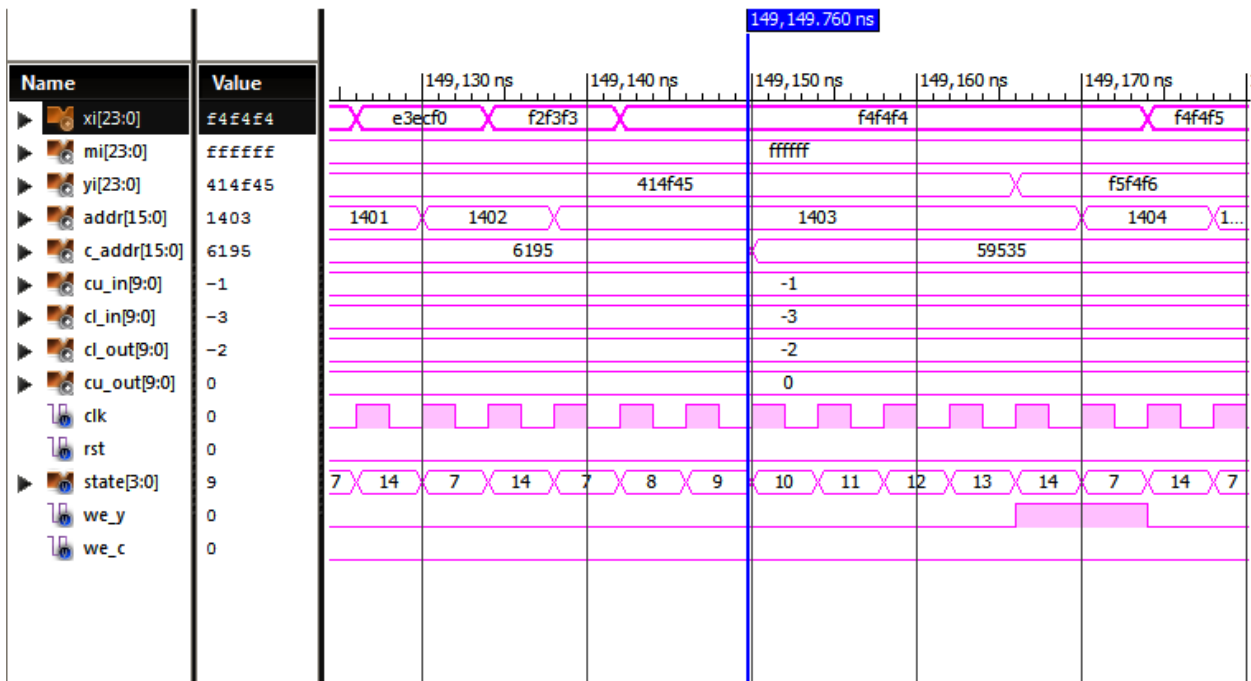 149,149.760 ns
Name Value 149,130 ns 149,140 ns 149,150 ns 149,160 ns 149,170 ns
xi[23:0] f4f4f4 e3ecf0 f2f3f3 f4f4f4 f4f4f5
mi[23:0] ffffff ffffff
yi[23:0] 414f45 414f45 f5f4f6
addr[15:0] 1403 1401 1402 1403 1404 1...
c_addr[15:0] 6195 6195 59535
cu_in[9:0] -1 -1
cl_in[9:0] -3 -3
cl_out[9:0] -2 -2
cu_out[9:0] 0 0
clk 0
rst 0
state[3:0] 9 7 14 7 14 7 8 9 10 11 12 13 14 7 14 7
we_y 0
we_c 0